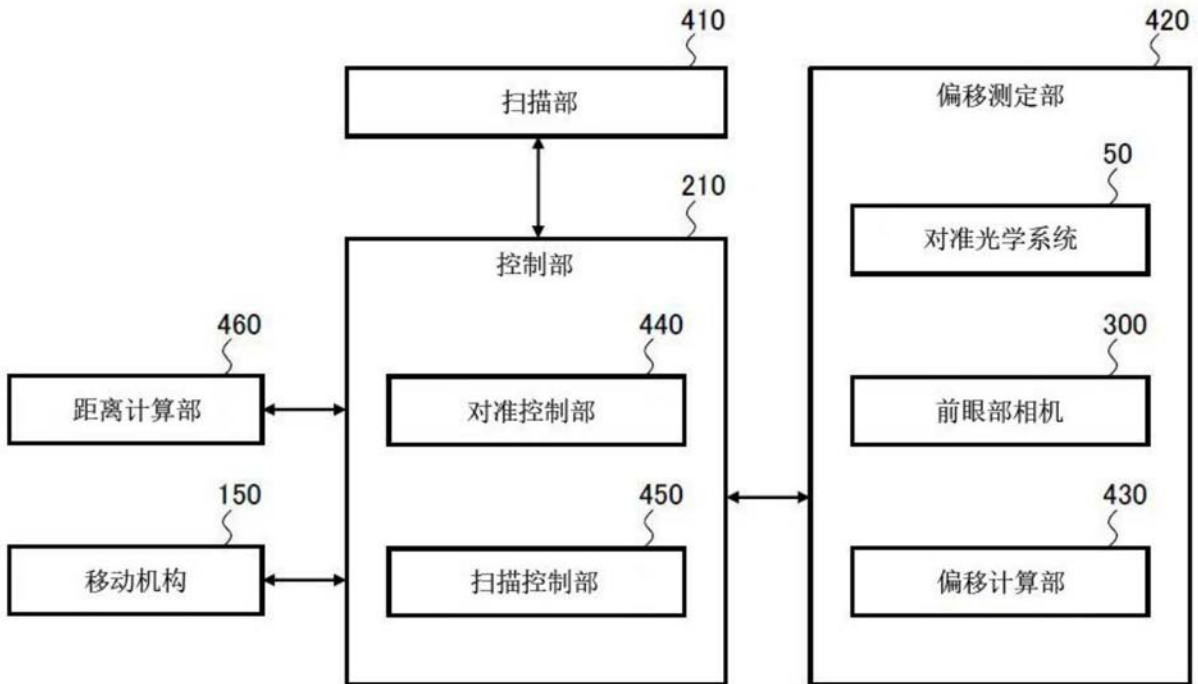 410
扫描部
420
偏移测定部
50
对准光学系统
210
控制部
460
距离计算部
440
对准控制部
300
前眼部相机
150
移动机构
450
扫描控制部
430
偏移计算部